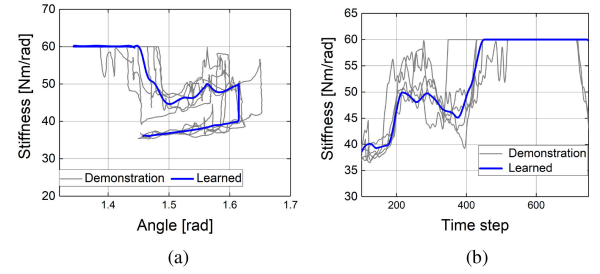 (a)
Stiffness [Nm/rad]
70
60
50
40
30
20
Demonstration Learned
1.4 1.5 1.6 1.7
Angle [rad]
(a)
(b)
Stiffness [Nm/rad]
65
60
55
50
45
40
35
30
Demonstration
Learned
200 400 600
Time step
(b)